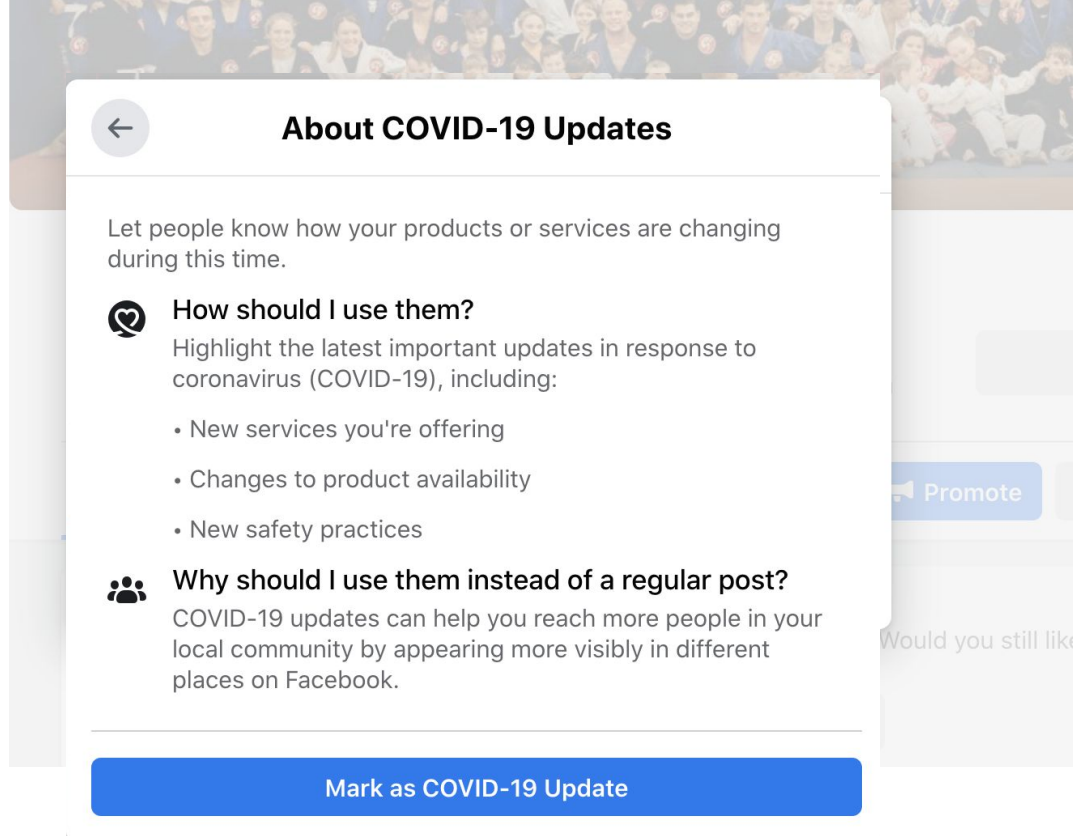 About COVID-19 Updates
Let people know how your products or services are changing
during this time.
How should I use them?
Highlight the latest important updates in response to
coronavirus (COVID-19), including:
• New services you're offering
• Changes to product availability
• New safety practices
Promote
Why should I use them instead of a regular post?
COVID-19 updates can help you reach more people in your
local community by appearing more visibly in different
places on Facebook.
Would you still like
Mark as COVID-19 Update